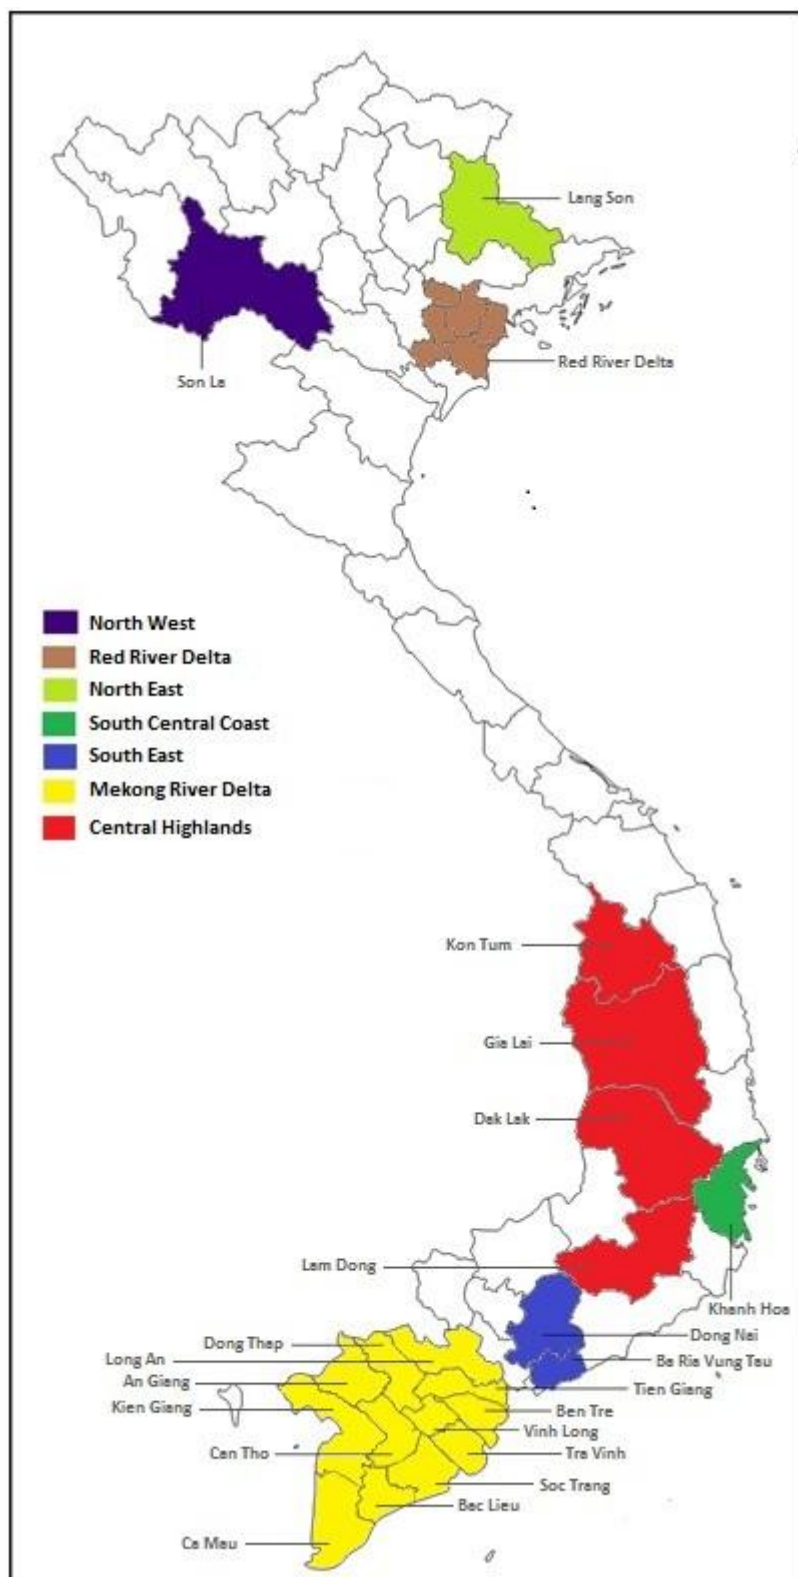 Lang Son
Red River Delta
Son La
North West
Red River Delta
North East
South Central Coast
South East
Mekong River Delta
Central Highlands
Kon Tum
Gia Lai
Dak Lak
Lam Dong
Khanh Hoa
Dong Nai
Ba Ria Vung Tau
Dong Thap
Long An
An Giang
Tien Giang
Kien Giang
Ben Tre
Vinh Long
Can Tho
Tra Vinh
Soc Trang
Bac Lieu
Ca Mau